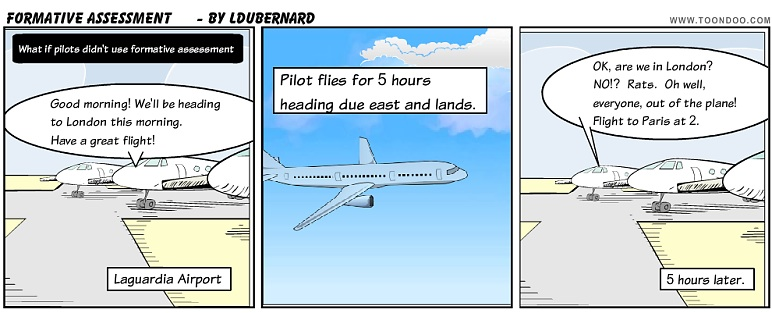 FORMATIVE ASSESSMENT - BY LDUBERNARD
WWW.TOONDOO.COM
What if pilots didn't use formative assessment
Good morning! We'll be heading
to London this morning.
Have a great flight!
Laguardia Airport
Pilot flies for 5 hours
heading due east and lands.
OK, are we in London?
NO!? Rats. Oh well,
everyone, out of the plane!
Flight to Paris at 2.
5 hours later.